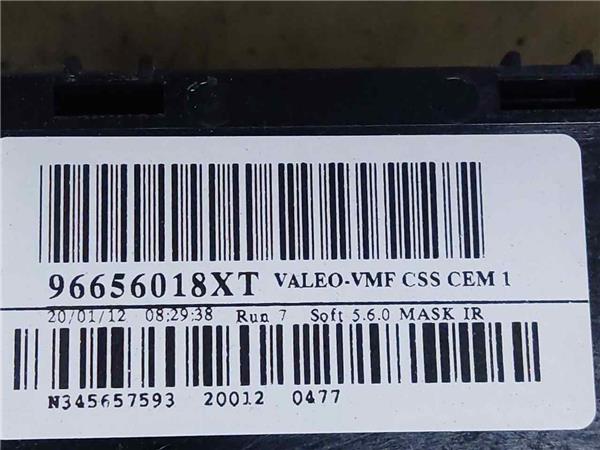 96656018XT VALEO-VMF CSS CEM 1
20/01/12 08:29:38 Run 7 Soft 5.6.0 MASK IR
N345657593 20012 0477